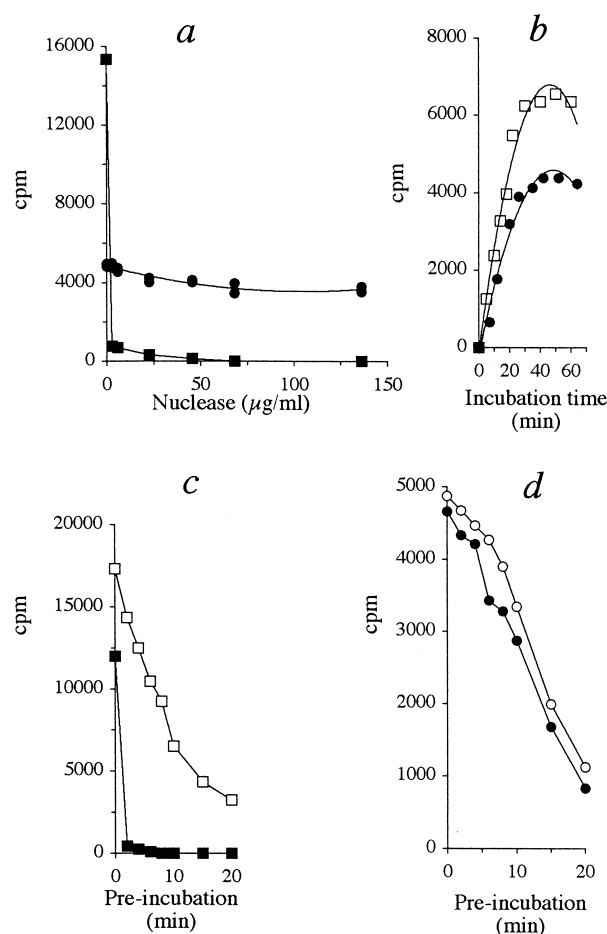 a
16000
12000
8000
4000
0
cpm
0 50 100 150
Nuclease (µg/ml)
b
8000
6000
4000
2000
0
cpm
0 20 40 60
Incubation time
(min)
c
20000
15000
10000
5000
0
cpm
0 10 20
Pre-incubation
(min)
d
5000
4000
3000
2000
1000
0
cpm
0 10 20
Pre-incubation
(min)